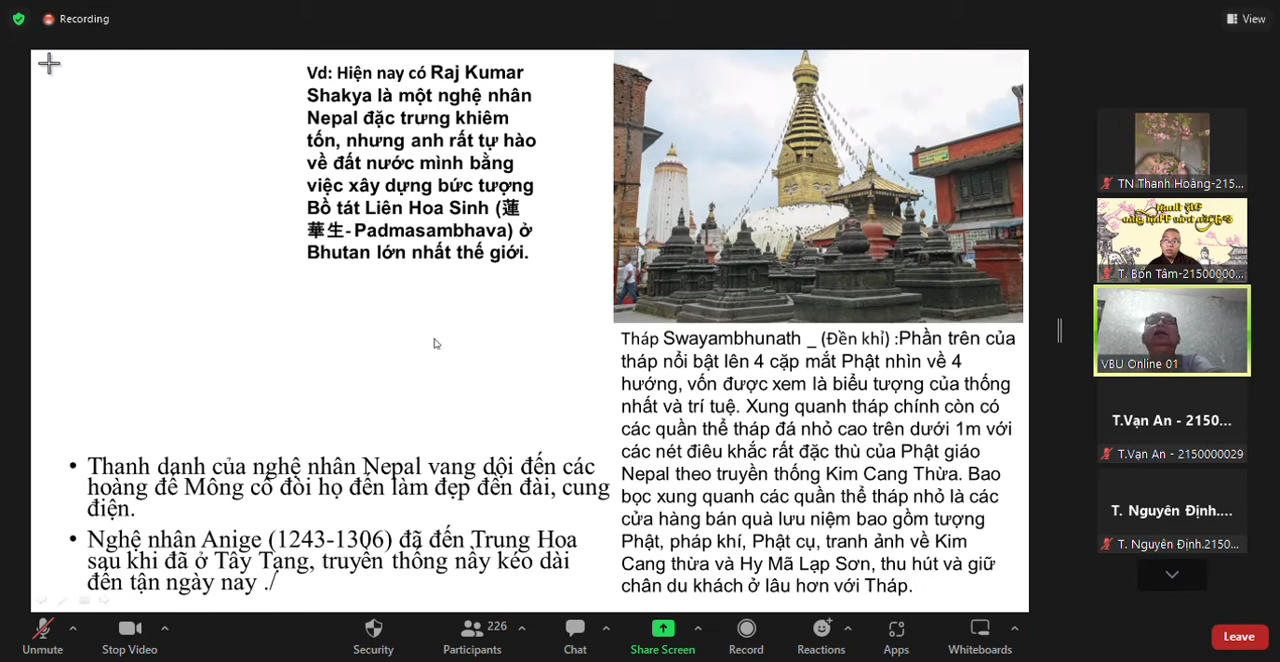 Recording
View
Vd: Hiện nay có Raj Kumar
Shakya là một nghệ nhân
Nepal đặc trưng khiêm
tốn, nhưng anh rất tự hào
về đất nước mình bằng
việc xây dựng bức tượng
Bồ tát Liên Hoa Sinh (蓮
華生- Padmasambhava) ở
Bhutan lớn nhất thế giới.
Thanh danh của nghệ nhân Nepal vang dội đến các
hoàng đế Mông cổ đòi họ đến làm đẹp đền đài, cung
điện.
Nghệ nhân Anige (1243-1306) đã đến Trung Hoa
sau khi đã ở Tây Tạng, truyền thống nầy kéo dài
đến tận ngày nay ./
Tháp Swayambhunath _ (Đền khỉ) :Phần trên của
tháp nổi bật lên 4 cặp mắt Phật nhìn về 4
hướng, vốn được xem là biểu tượng của thống
nhất và trí tuệ. Xung quanh tháp chính còn có
các quần thể tháp đá nhỏ cao trên dưới 1m với
các nét điêu khắc rất đặc thù của Phật giáo
Nepal theo truyền thống Kim Cang Thừa. Bao
bọc xung quanh các quần thể tháp nhỏ là các
cửa hàng bán quà lưu niệm bao gồm tượng
Phật, pháp khí, Phật cụ, tranh ảnh về Kim
Cang thừa và Hy Mã Lạp Sơn, thu hút và giữ
chân du khách ở lâu hơn với Tháp.
TN Thanh Hoàng-215...
T. Bổn Tâm-21500000...
VBU Online 01
T.Vạn An - 2150...
T.Vạn An - 2150000029
T. Nguyên Định....
T. Nguyên Định.2150...
Unmute
Stop Video
Security
226
Participants
Chat
Share Screen
Record
Reactions
Apps
Whiteboards
Leave